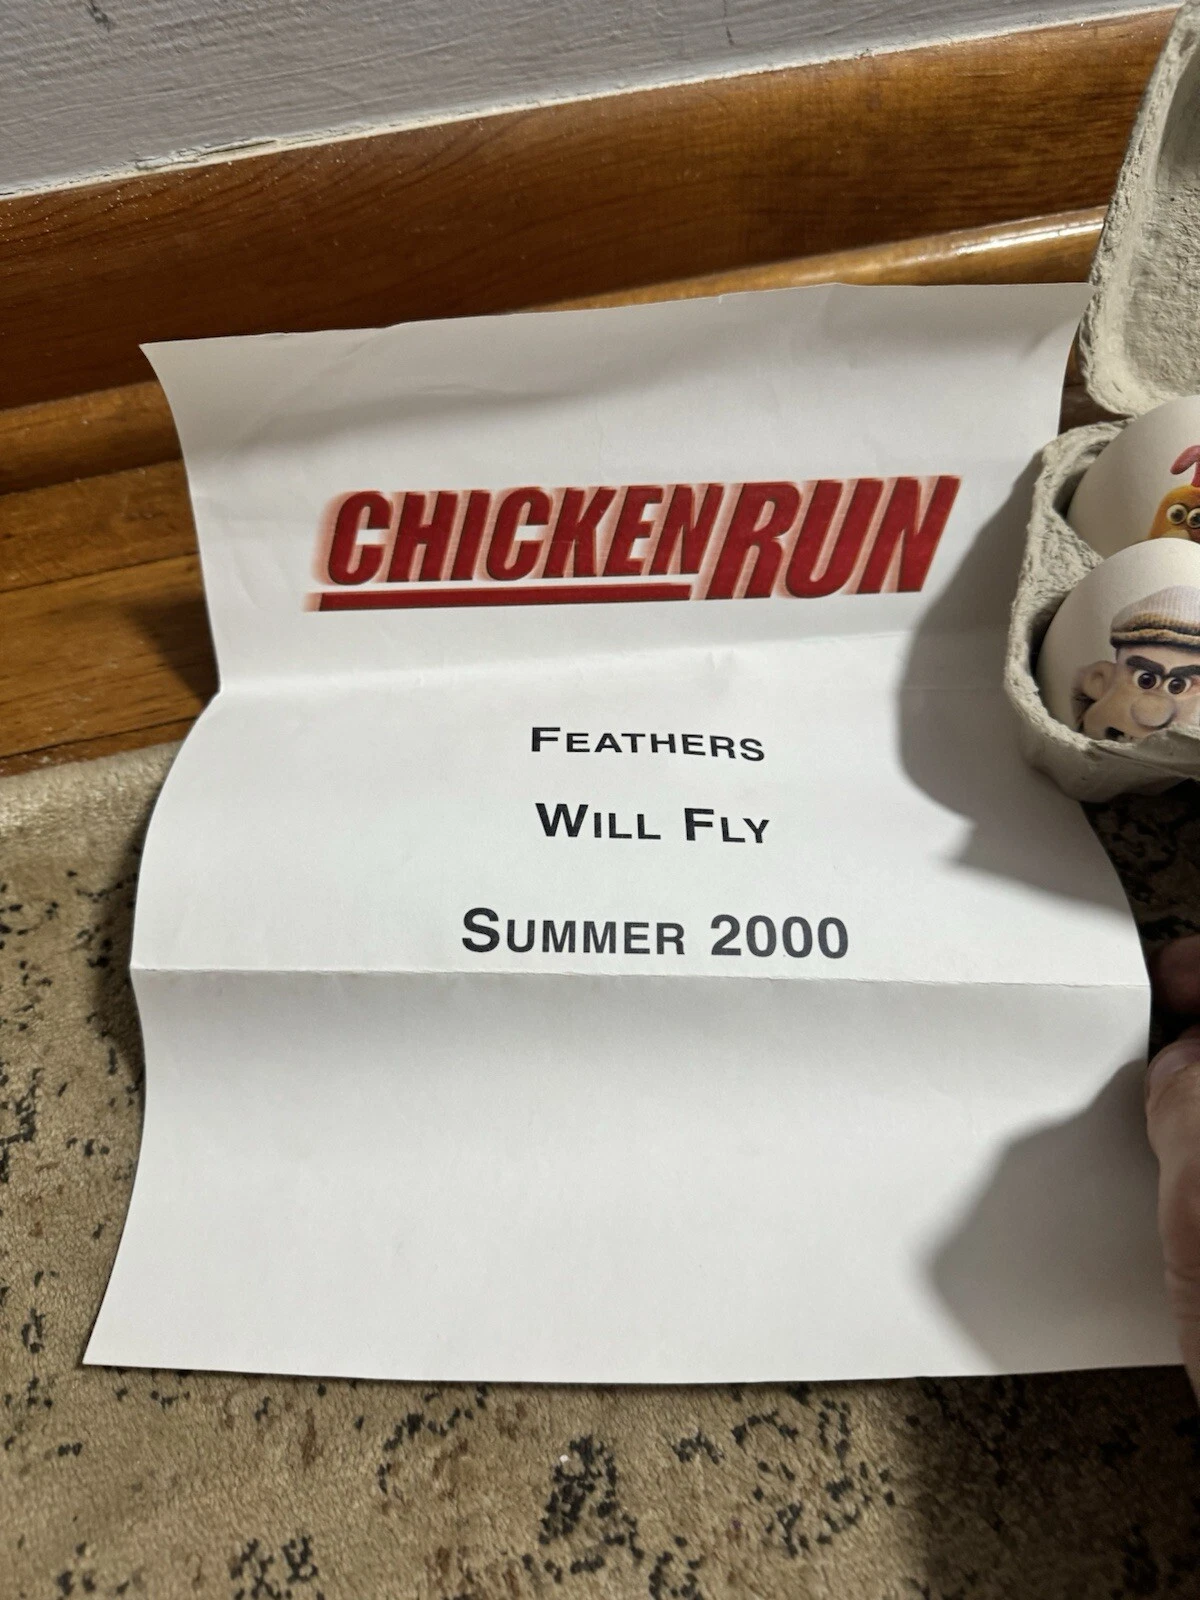 CHICKENRUN
FEATHERS
WILL FLY
SUMMER 2000